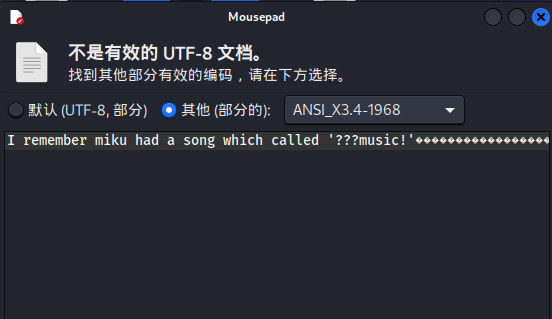 Mousepad
不是有效的 UTF-8 文档。
找到其他部分有效的编码，请在下方选择。
默认 (UTF-8, 部分) 其他 (部分的): ANSI_X3.4-1968
I remember miku had a song which called '???music!'���������������������